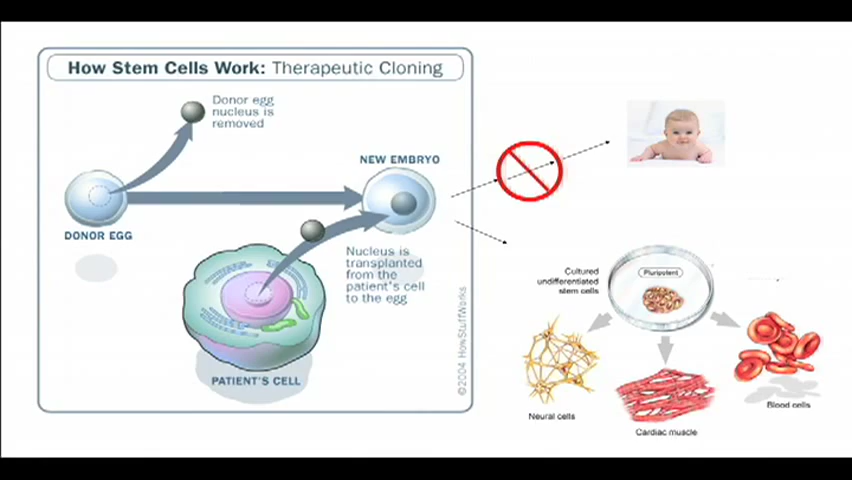 How Stem Cells Work: Therapeutic Cloning
Donor egg
nucleus is
removed
NEW EMBRYO
DONOR EGG
Nucleus is
transplanted
from the
patient's cell
to the egg
PATIENT'S CELL
©2004 HowStuffWorks
Cultured
undifferentiated
stem cells
Pluripotent
Neural cells
Cardiac muscle
Blood cells